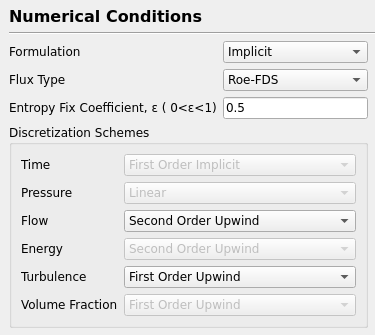 Numerical Conditions
Formulation Implicit
Flux Type Roe-FDS
Entropy Fix Coefficient, ε ( 0<ε<1) 0.5
Discretization Schemes
Time First Order Implicit
Pressure Linear
Flow Second Order Upwind
Energy Second Order Upwind
Turbulence First Order Upwind
Volume Fraction First Order Upwind